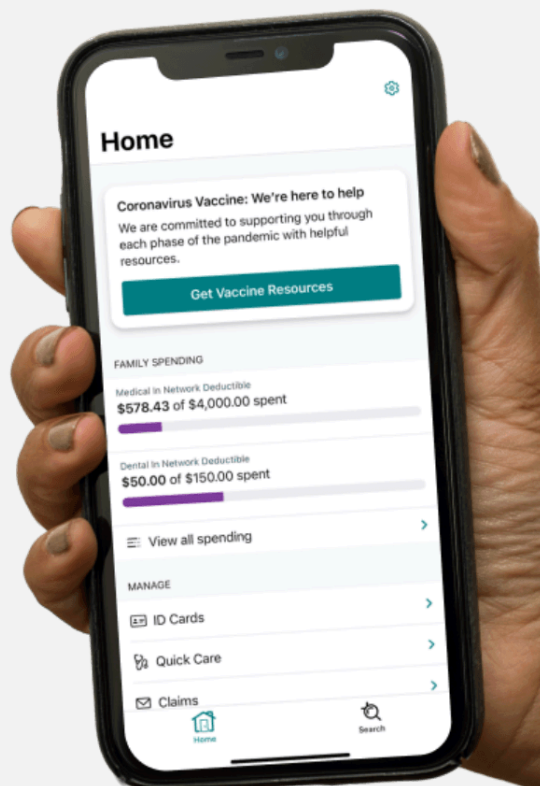 Home
Coronavirus Vaccine: We're here to help
We are committed to supporting you through
each phase of the pandemic with helpful
resources.
Get Vaccine Resources
FAMILY SPENDING
Medical In Network Deductible
$578.43 of $4,000.00 spent
Dental In Network Deductible
$50.00 of $150.00 spent
View all spending
MANAGE
ID Cards
Quick Care
Claims
Home
Search